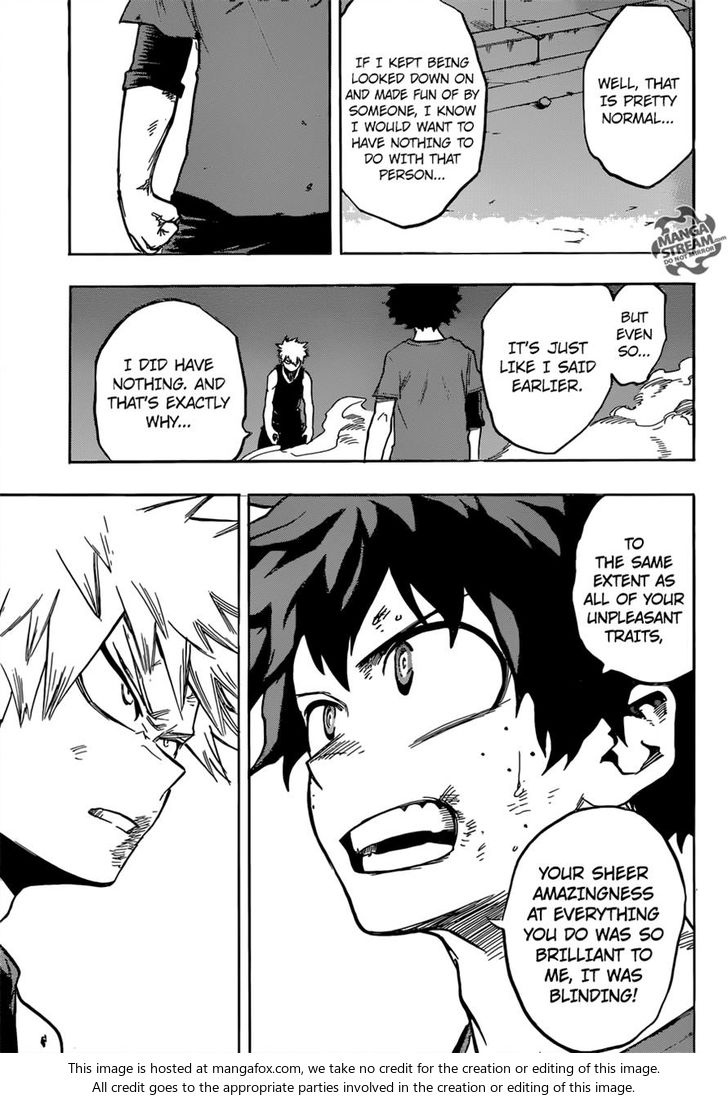 WELL, THAT
IS PRETTY
NORMAL...
IF I KEPT BEING
LOOKED DOWN ON
AND MADE FUN OF BY
SOMEONE, I KNOW
I WOULD WANT TO
HAVE NOTHING TO
DO WITH THAT
PERSON...
MANGA
STREAM.com
DO NOT MIRROR
BUT
EVEN
SO...
IT'S JUST
LIKE I SAID
EARLIER.
I DID HAVE
NOTHING. AND
THAT'S EXACTLY
WHY...
TO
THE SAME
EXTENT AS
ALL OF YOUR
UNPLEASANT
TRAITS,
YOUR SHEER
AMAZINGNESS
AT EVERYTHING
YOU DO WAS SO
BRILLIANT TO
ME, IT WAS
BLINDING!
This image is hosted at mangafox.com, we take no credit for the creation or editing of this image.
All credit goes to the appropriate parties involved in the creation or editing of this image.